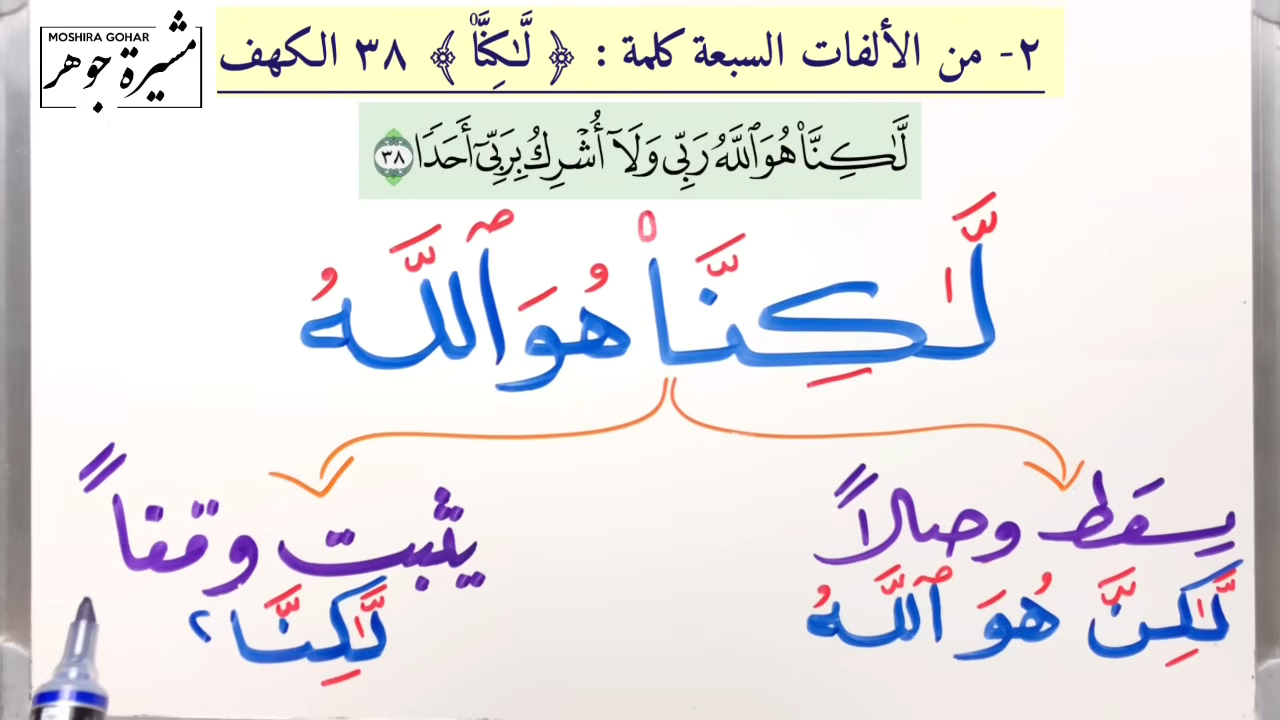 MOSHIRA GOHAR
مشيرة جوهر
٢- من الألفات السبعة كلمة : ﴿ لَّـٰكِنَّا۠ ﴾ ٣٨ الكهف
لَّـٰكِنَّا۠ هُوَ ٱللَّهُ رَبِّى وَلَآ أُشْرِكُ بِرَبِّىٓ أَحَدًا ٣٨
لَّـٰكِنَّا۠ هُوَ ٱللَّهُ
يسقط وصلاً
لَّـٰكِنَّ هُوَ ٱللَّهُ
يثبت وقفاً
لَّـٰكِنَّا ٢